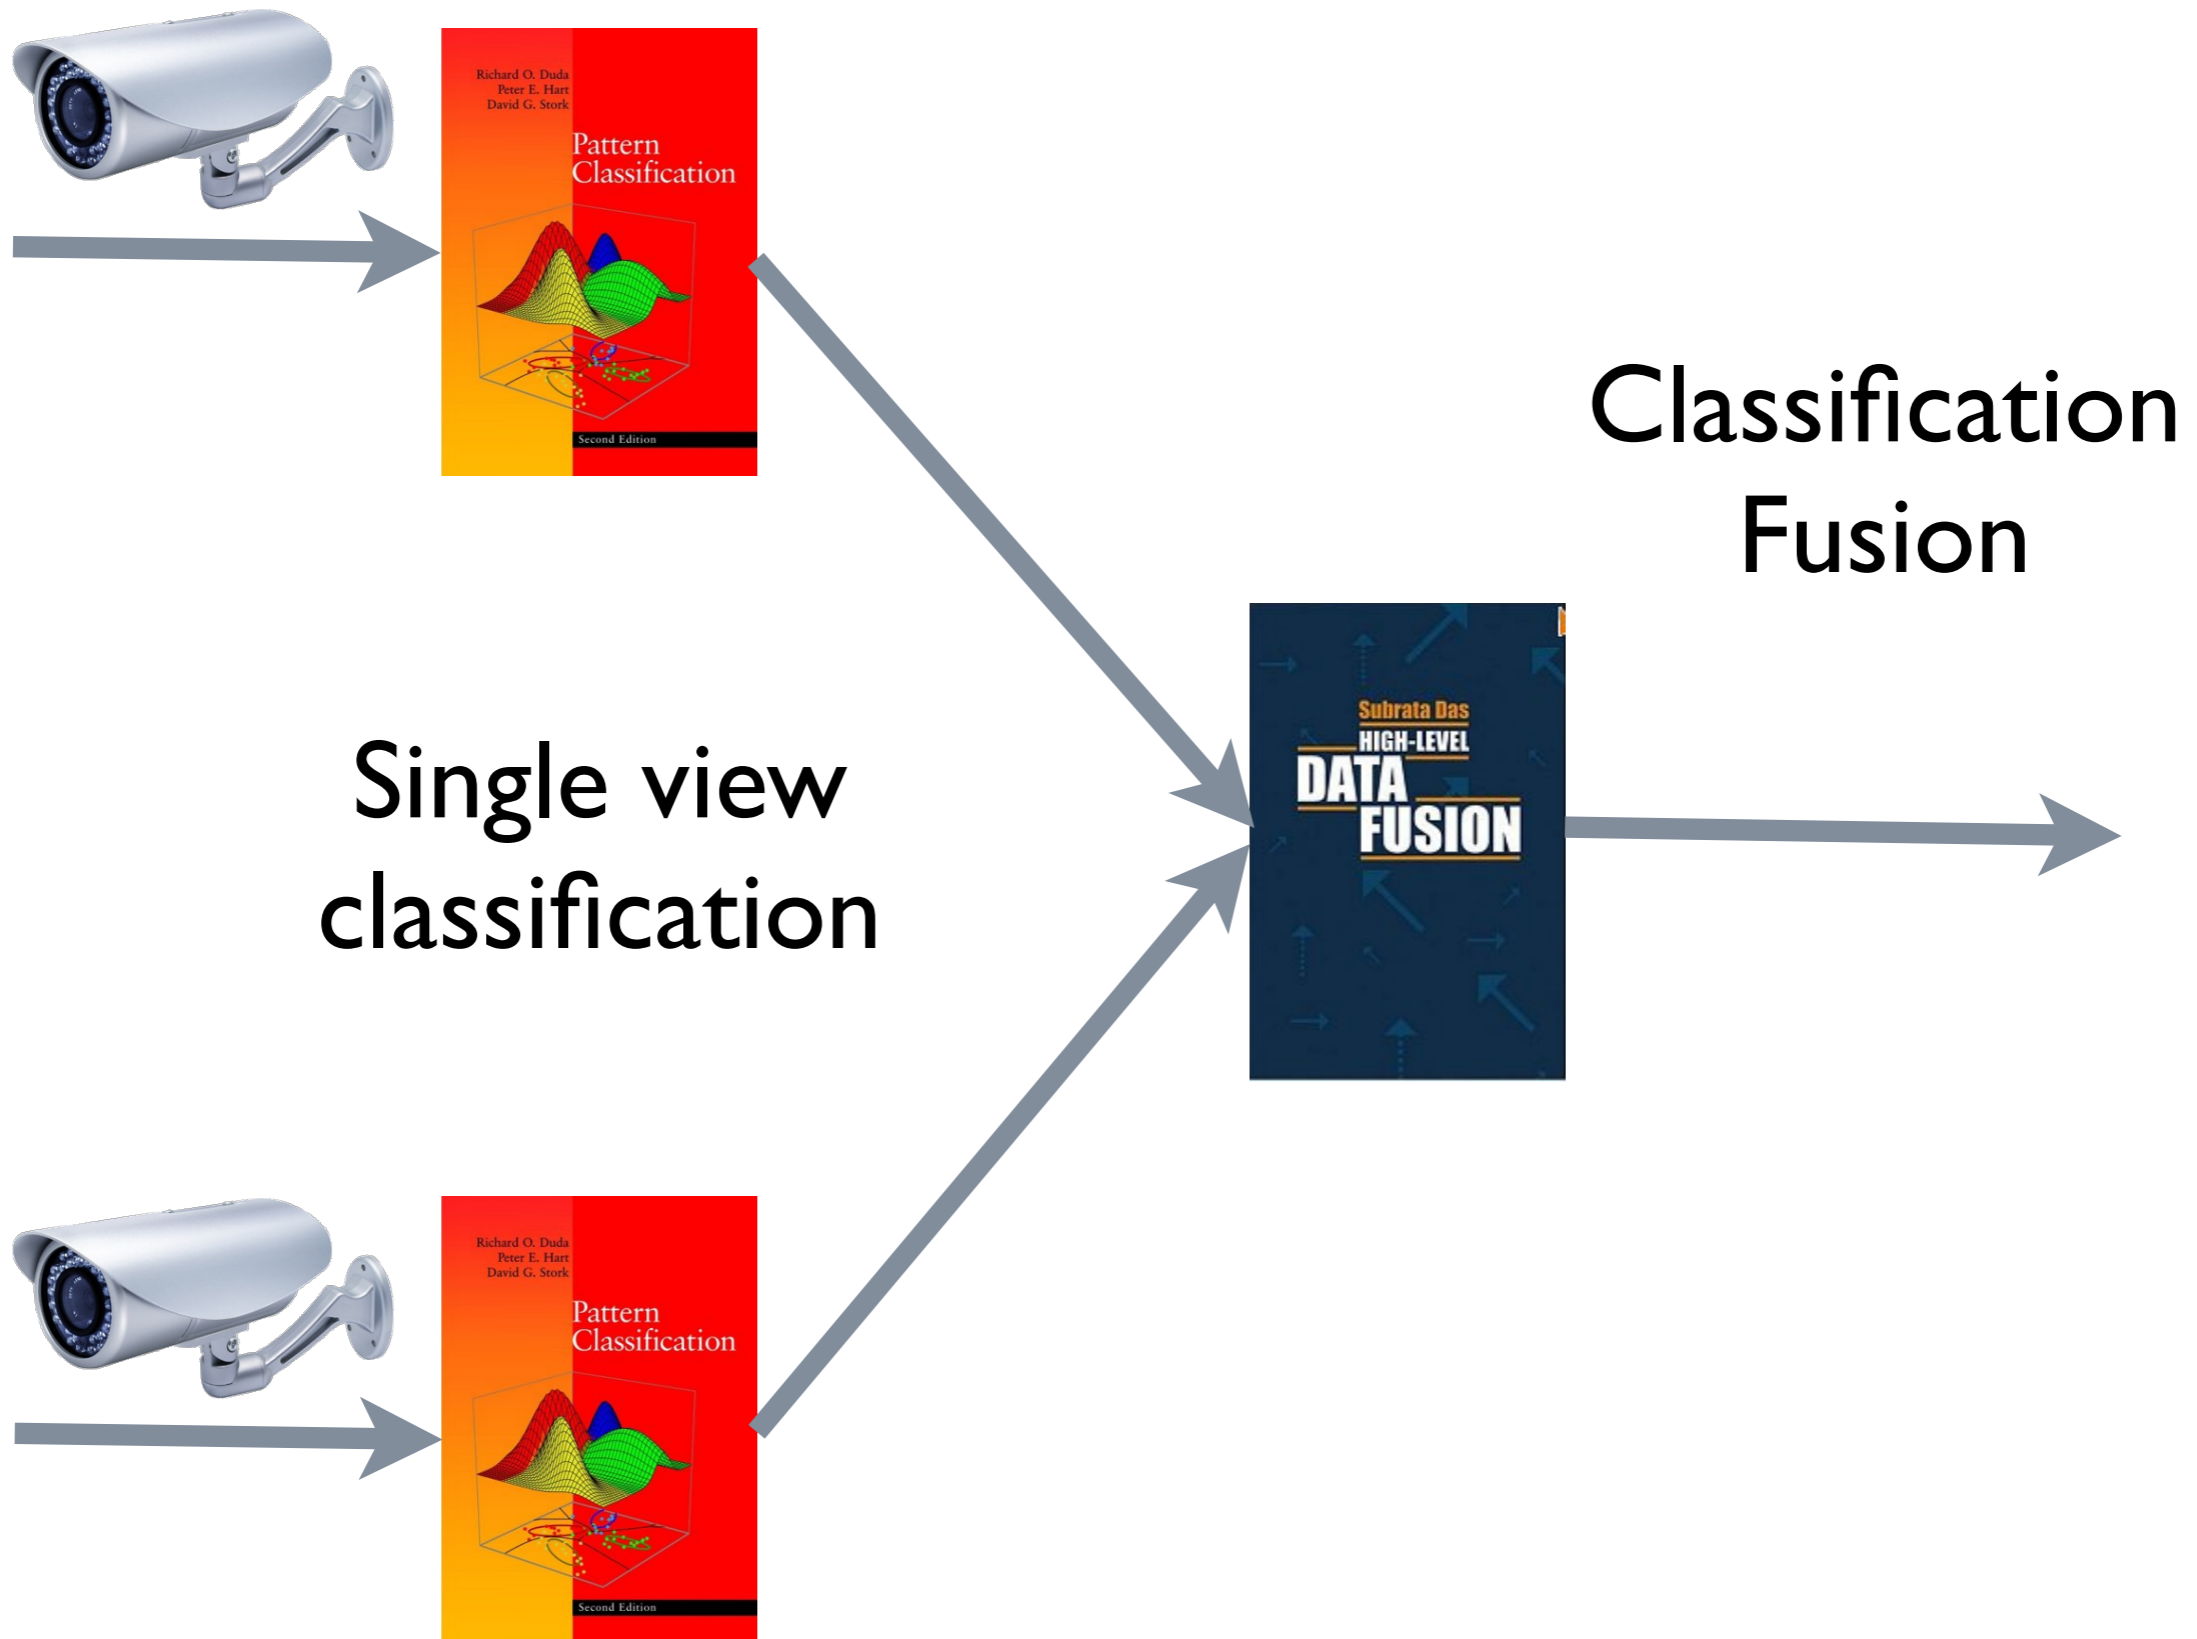 Richard O. Duda
Peter E. Hart
David G. Stork
Pattern
Classification
Second Edition
Classification
Fusion
Subrata Das
HIGH-LEVEL
DATA
FUSION
Single view
classification
Richard O. Duda
Peter E. Hart
David G. Stork
Pattern
Classification
Second Edition